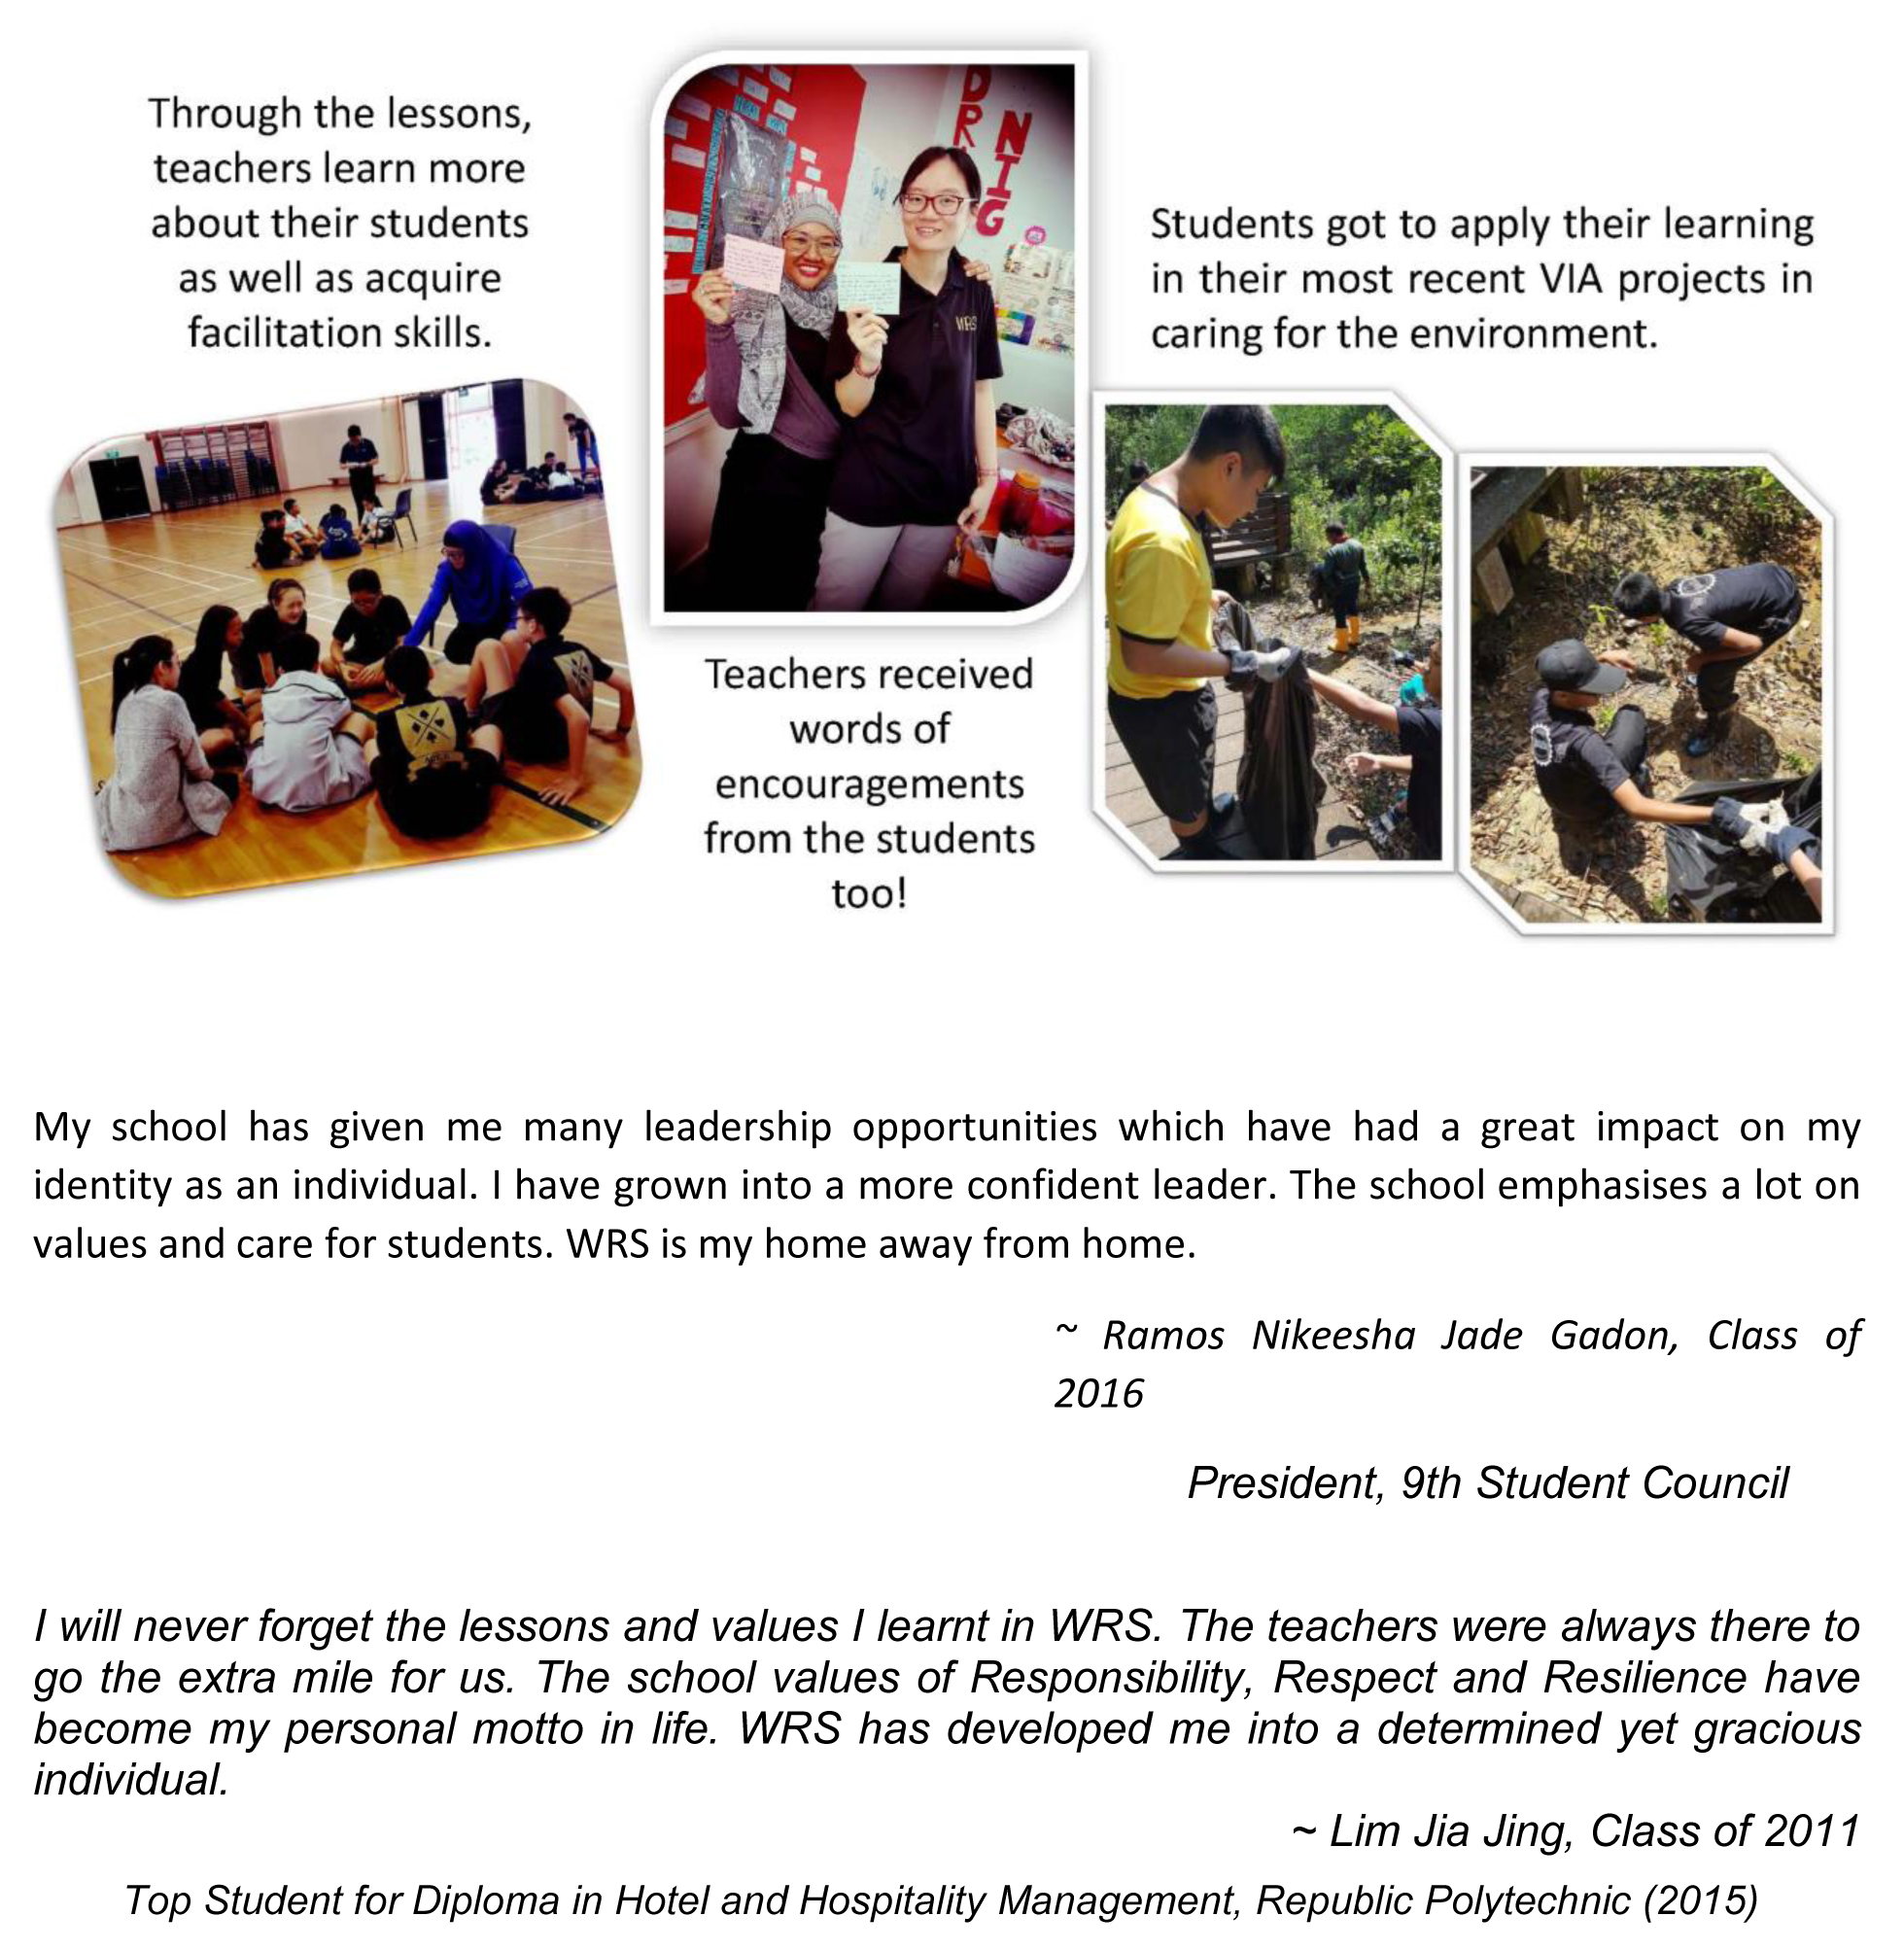 Through the lessons,
teachers learn more
about their students
as well as acquire
facilitation skills.
DR
NIG
WRS
Students got to apply their learning
in their most recent VIA projects in
caring for the environment.
Teachers received
words of
encouragements
from the students
too!
My school has given me many leadership opportunities which have had a great impact on my
identity as an individual. I have grown into a more confident leader. The school emphasises a lot on
values and care for students. WRS is my home away from home.
~ Ramos Nikeesha Jade Gadon, Class of
2016
President, 9th Student Council
I will never forget the lessons and values I learnt in WRS. The teachers were always there to
go the extra mile for us. The school values of Responsibility, Respect and Resilience have
become my personal motto in life. WRS has developed me into a determined yet gracious
individual.
~ Lim Jia Jing, Class of 2011
Top Student for Diploma in Hotel and Hospitality Management, Republic Polytechnic (2015)